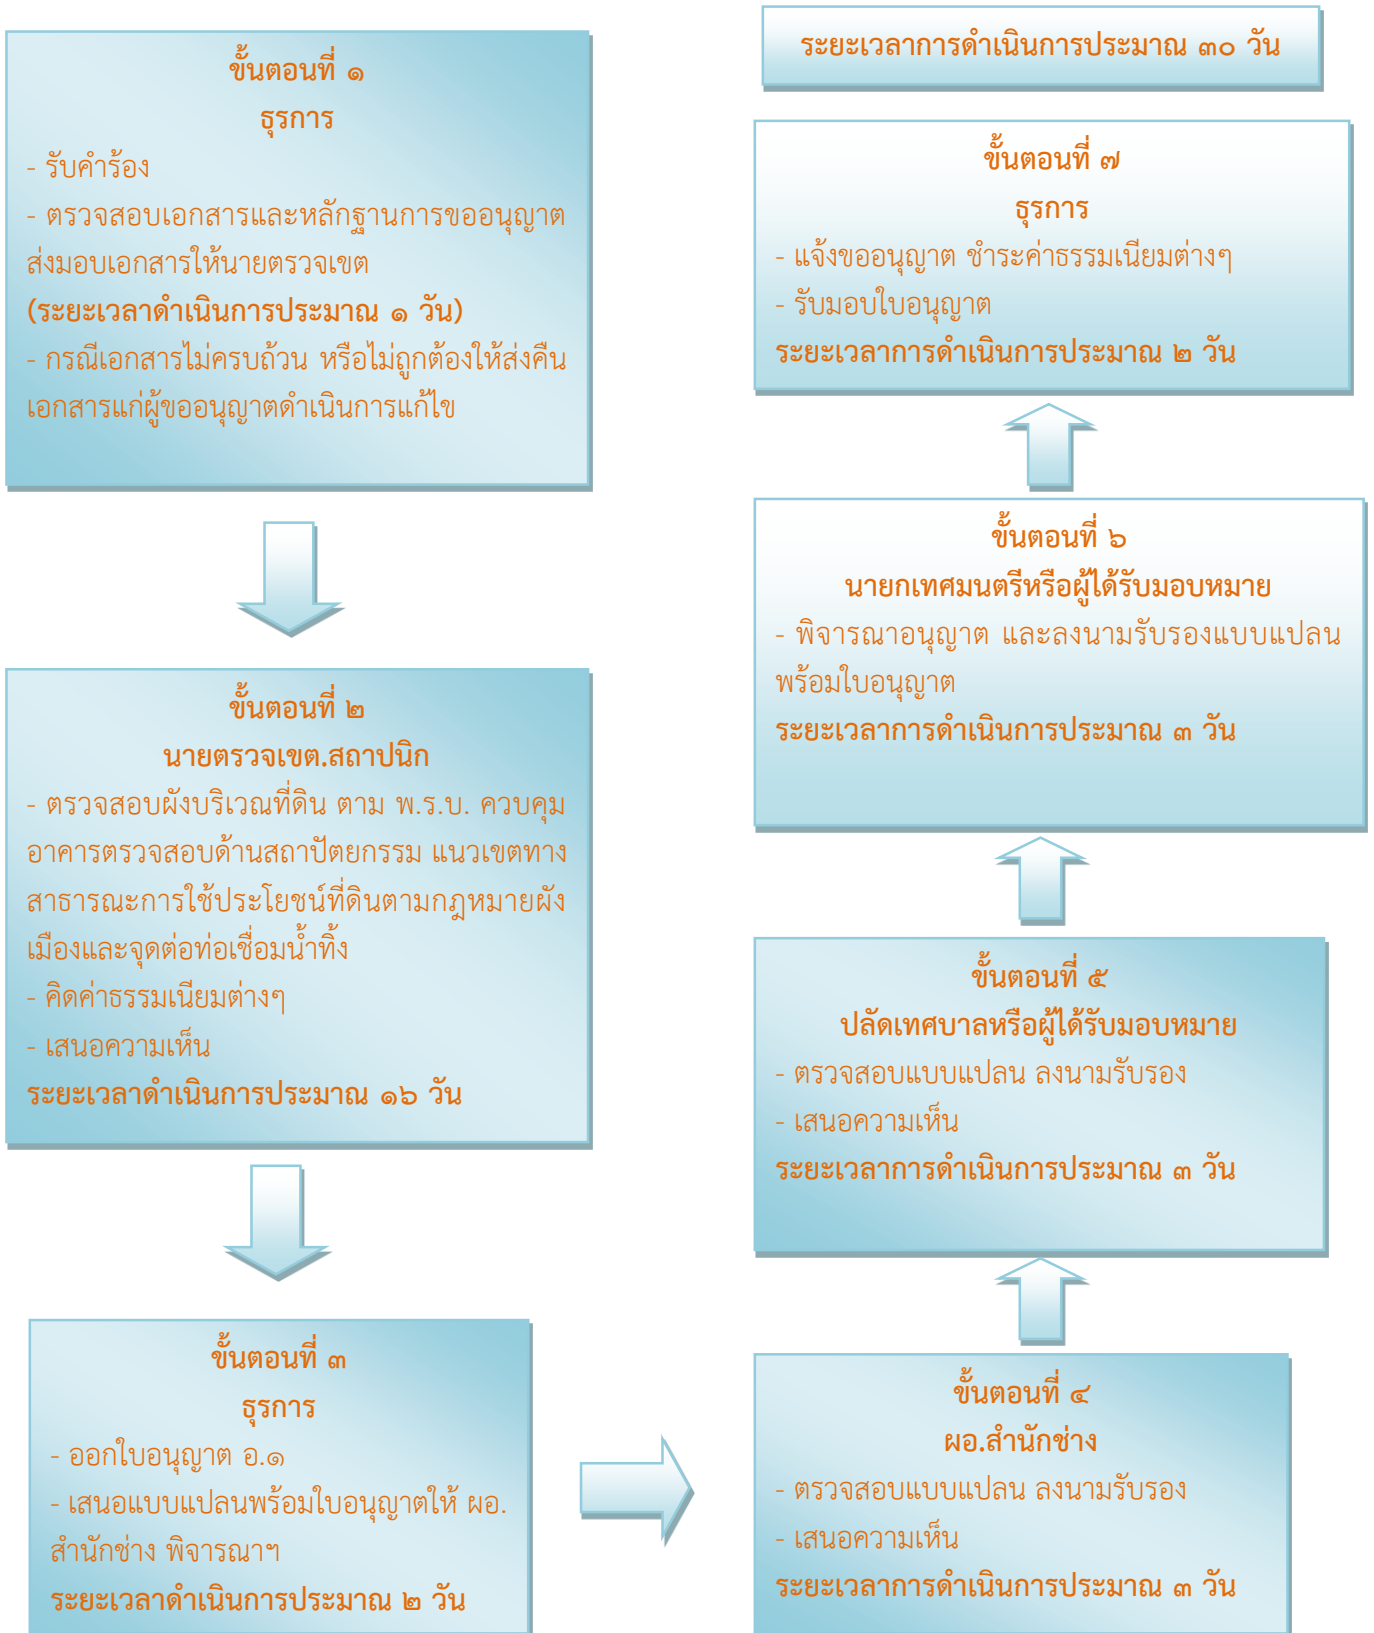 ขั้นตอนที่ ๑
ธุรการ
- รับคำร้อง
- ตรวจสอบเอกสารและหลักฐานการขออนุญาต
ส่งมอบเอกสารให้นายตรวจเขต
(ระยะเวลาดำเนินการประมาณ ๑ วัน)
- กรณีเอกสารไม่ครบถ้วน หรือไม่ถูกต้องให้ส่งคืน
เอกสารแก่ผู้ขออนุญาตดำเนินการแก้ไข
ขั้นตอนที่ ๒
นายตรวจเขต.สถาปนิก
- ตรวจสอบผังบริเวณที่ดิน ตาม พ.ร.บ. ควบคุม
อาคารตรวจสอบด้านสถาปัตยกรรม แนวเขตทาง
สาธารณะการใช้ประโยชน์ที่ดินตามกฎหมายผัง
เมืองและจุดต่อท่อเชื่อมน้ำทิ้ง
- คิดค่าธรรมเนียมต่างๆ
- เสนอความเห็น
ระยะเวลาดำเนินการประมาณ ๑๖ วัน
ขั้นตอนที่ ๓
ธุรการ
- ออกใบอนุญาต อ.๑
- เสนอแบบแปลนพร้อมใบอนุญาตให้ ผอ.
สำนักช่าง พิจารณาฯ
ระยะเวลาดำเนินการประมาณ ๒ วัน
ขั้นตอนที่ ๔
ผอ.สำนักช่าง
- ตรวจสอบแบบแปลน ลงนามรับรอง
- เสนอความเห็น
ระยะเวลาการดำเนินการประมาณ ๓ วัน
ขั้นตอนที่ ๕
ปลัดเทศบาลหรือผู้ได้รับมอบหมาย
- ตรวจสอบแบบแปลน ลงนามรับรอง
- เสนอความเห็น
ระยะเวลาการดำเนินการประมาณ ๓ วัน
ขั้นตอนที่ ๖
นายกเทศมนตรีหรือผู้ได้รับมอบหมาย
- พิจารณาอนุญาต และลงนามรับรองแบบแปลน
พร้อมใบอนุญาต
ระยะเวลาการดำเนินการประมาณ ๓ วัน
ขั้นตอนที่ ๗
ธุรการ
- แจ้งขออนุญาต ชำระค่าธรรมเนียมต่างๆ
- รับมอบใบอนุญาต
ระยะเวลาการดำเนินการประมาณ ๒ วัน
ระยะเวลาการดำเนินการประมาณ ๓๐ วัน